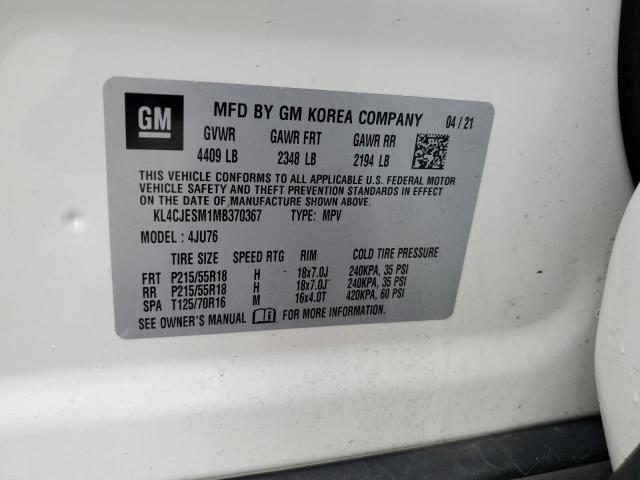 GM MFD BY GM KOREA COMPANY 04/21
GVWR GAWR FRT GAWR RR
4409 LB 2348 LB 2194 LB
THIS VEHICLE CONFORMS TO ALL APPLICABLE U.S. FEDERAL MOTOR
VEHICLE SAFETY AND THEFT PREVENTION STANDARDS IN EFFECT
ON THE DATE OF MANUFACTURE SHOWN ABOVE.
KL4CJESM1MB370367 TYPE: MPV
MODEL : 4JU76
TIRE SIZE SPEED RTG RIM COLD TIRE PRESSURE
FRT P215/55R18 H 18x7.0J 240KPA, 35 PSI
RR P215/55R18 H 18x7.0J 240KPA, 35 PSI
SPA T125/70R16 M 16x4.0T 420KPA, 60 PSI
SEE OWNER'S MANUAL FOR MORE INFORMATION.